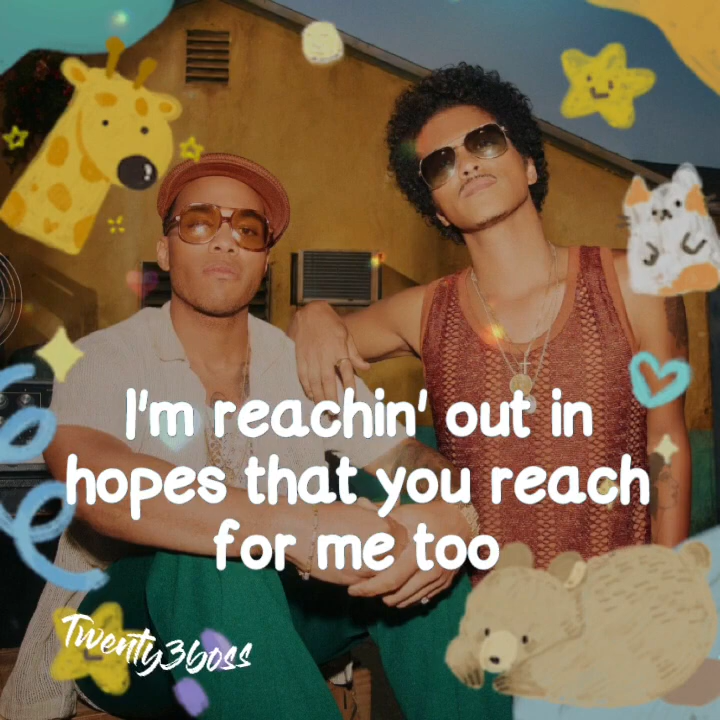 I'm reachin' out in
hopes that you reach
for me too
Twenty3boss